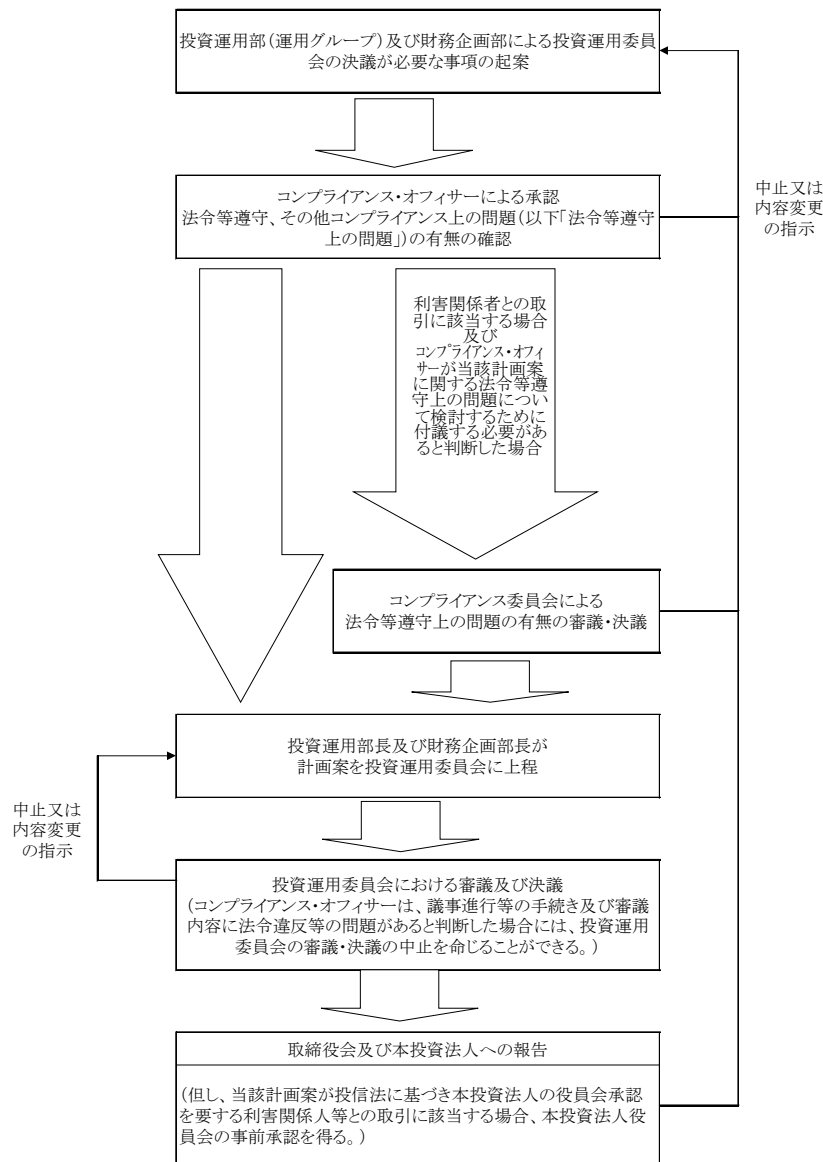 投資運用部（運用グループ）及び財務企画部による投資運用委員
会の決議が必要な事項の起案
コンプライアンス・オフィサーによる承認
法令等遵守、その他コンプライアンス上の問題（以下「法令等遵守
上の問題」）の有無の確認
中止又は
内容変更
の指示
利害関係者との取
引に該当する場合
及び
コンプライアンス・オフィ
サーが当該計画案
に関する法令等遵
守上の問題につい
て検討するために
付議する必要があ
ると判断した場合
コンプライアンス委員会による
法令等遵守上の問題の有無の審議・決議
投資運用部長及び財務企画部長が
計画案を投資運用委員会に上程
中止又は
内容変更
の指示
投資運用委員会における審議及び決議
（コンプライアンス・オフィサーは、議事進行等の手続き及び審議
内容に法令違反等の問題があると判断した場合には、投資運用
委員会の審議・決議の中止を命じることができる。）
取締役会及び本投資法人への報告
（但し、当該計画案が投信法に基づき本投資法人の役員会承認
を要する利害関係人等との取引に該当する場合、本投資法人役
員会の事前承認を得る。）